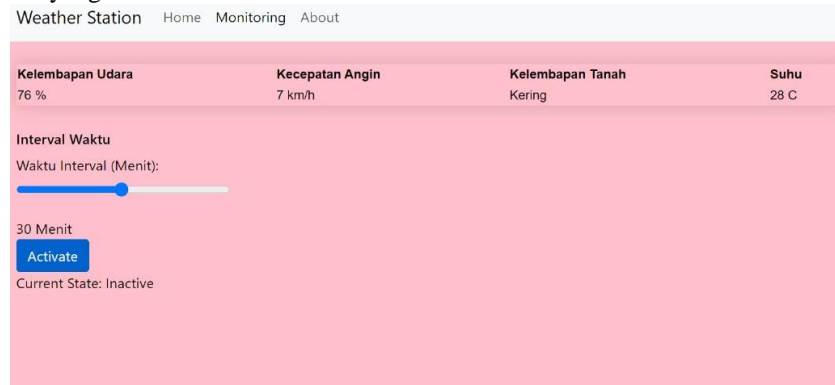 Weather Station Home Monitoring About
Kelembapan Udara Kecepatan Angin Kelembapan Tanah Suhu
76 % 7 km/h Kering 28 C
Interval Waktu
Waktu Interval (Menit):
30 Menit
Activate
Current State: Inactive